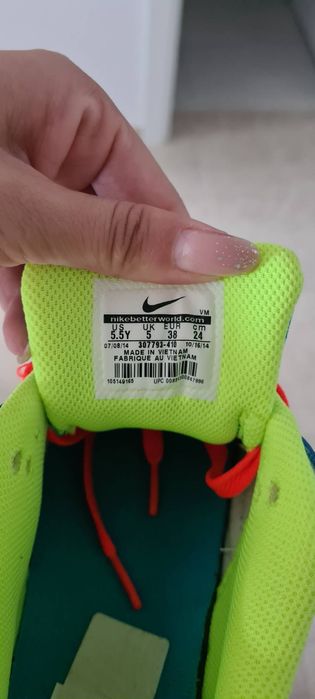 VM
nikebetterworld.com
US UK EUR cm
5.5Y 5 38 24
07/08/14 307793-410 10/16/14
MADE IN VIETNAM
FABRIQUE AU VIETNAM
105149165 UPC